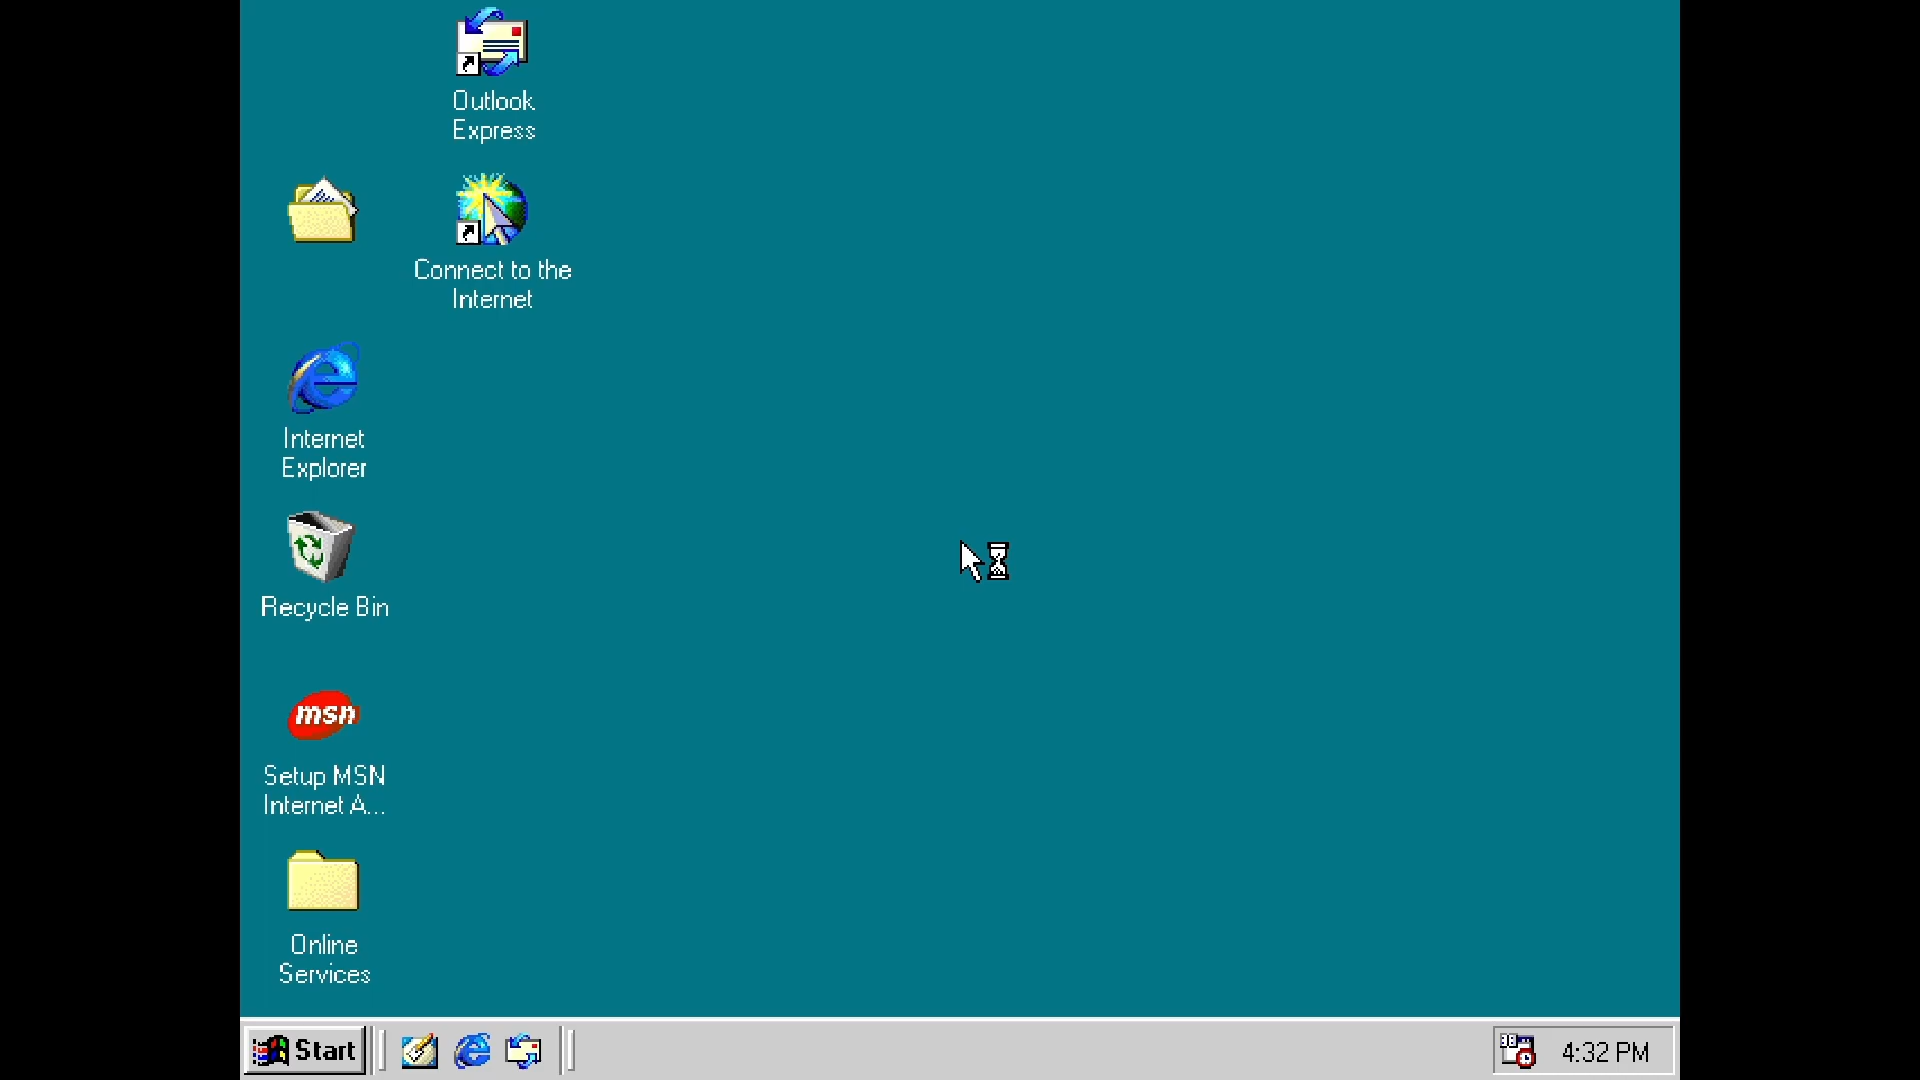 Outlook
Express
Connect to the
Internet
Internet
Explorer
Recycle Bin
msn
Setup MSN
Internet A...
Online
Services
Start
4:32 PM